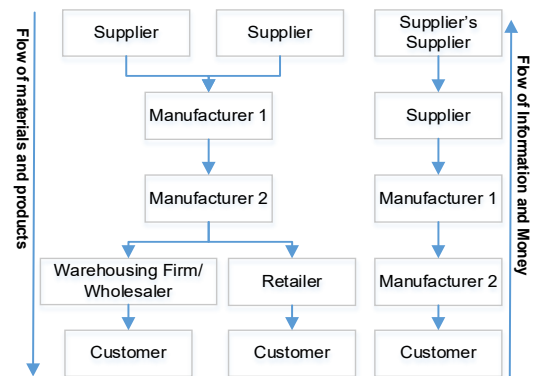 Flow of materials and products
Supplier
Supplier
Manufacturer 1
Manufacturer 2
Warehousing Firm/
Wholesaler
Retailer
Customer
Customer
Supplier's
Supplier
Supplier
Manufacturer 1
Manufacturer 2
Customer
Flow of Information and Money